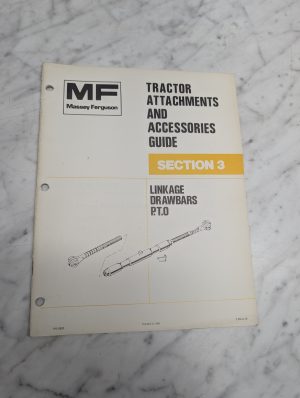 MF
Massey Ferguson
TRACTOR
ATTACHMENTS
AND
ACCESSORIES
GUIDE
SECTION 3
LINKAGE
DRAWBARS
P.T.O